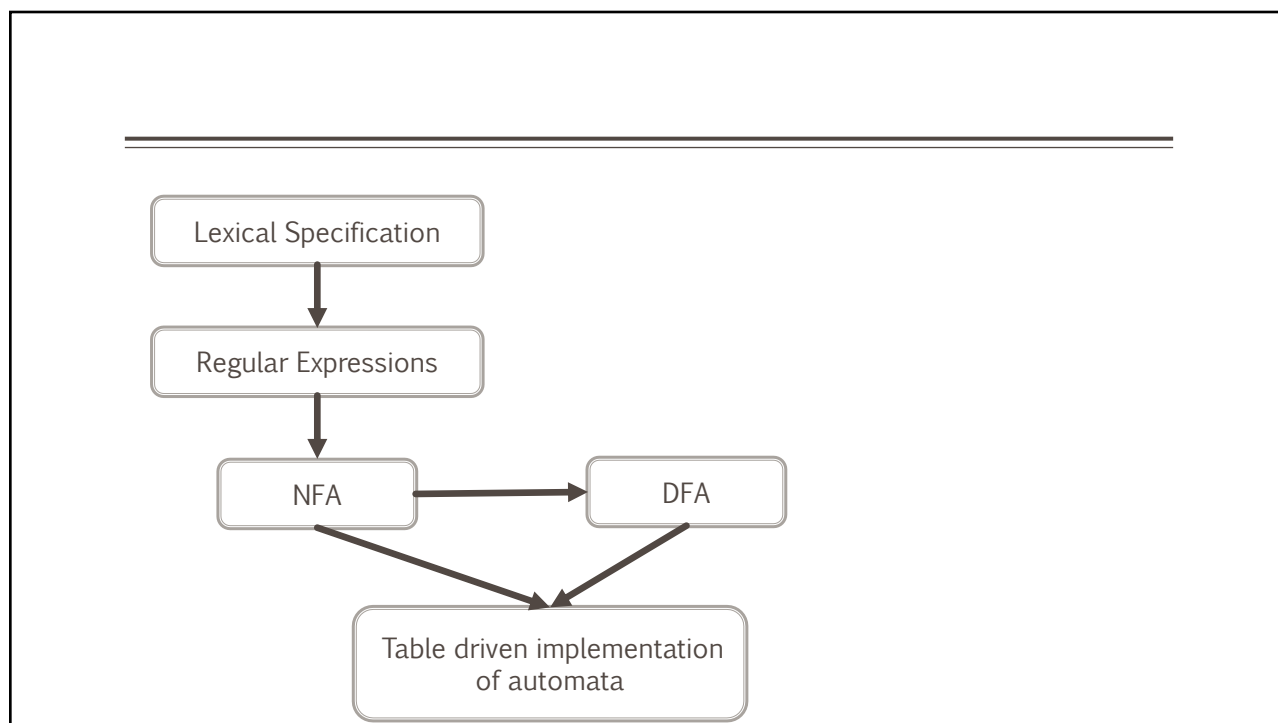 Lexical Specification
Regular Expressions
NFA
DFA
Table driven implementation
of automata